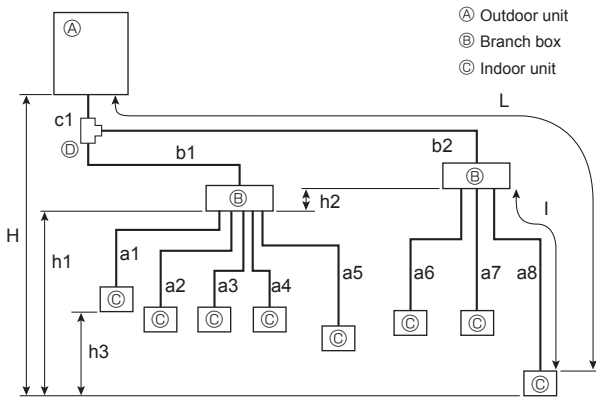 Ⓐ
Ⓐ Outdoor unit
Ⓑ Branch box
Ⓒ Indoor unit
L
c1
Ⓓ
b1
b2
Ⓑ
Ⓑ
h2
l
H
h1
a1
a2
a3
a4
a5
a6
a7
a8
Ⓒ
Ⓒ
Ⓒ
Ⓒ
Ⓒ
Ⓒ
Ⓒ
h3
Ⓒ